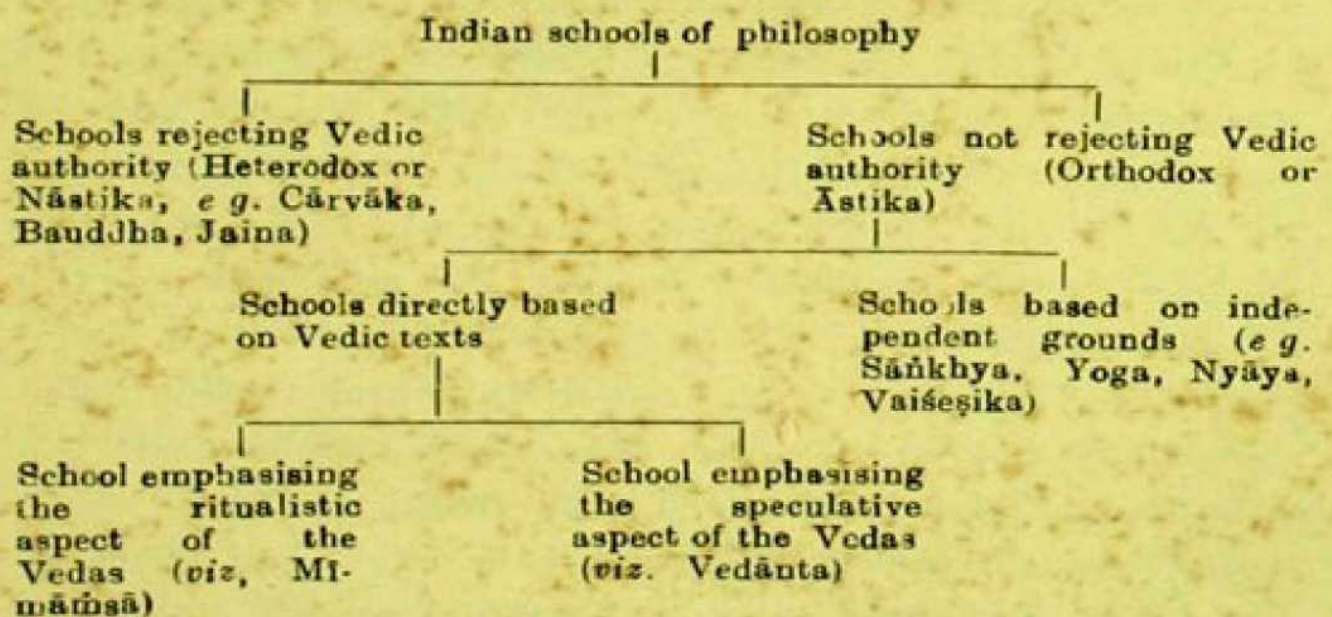 Indian schools of philosophy
Schools rejecting Vedic
authority (Heterodox or
Nāstika, e g. Cārvāka,
Bauddha, Jaina)
Schools not rejecting Vedic
authority (Orthodox or
Āstika)
Schools directly based
on Vedic texts
Schools based on inde-
pendent grounds (e g.
Sāṅkhya, Yoga, Nyāya,
Vaiśeṣika)
School emphasising
the ritualistic
aspect of the
Vedas (viz, Mī-
māṁsā)
School emphasising
the speculative
aspect of the Vedas
(viz. Vedānta)